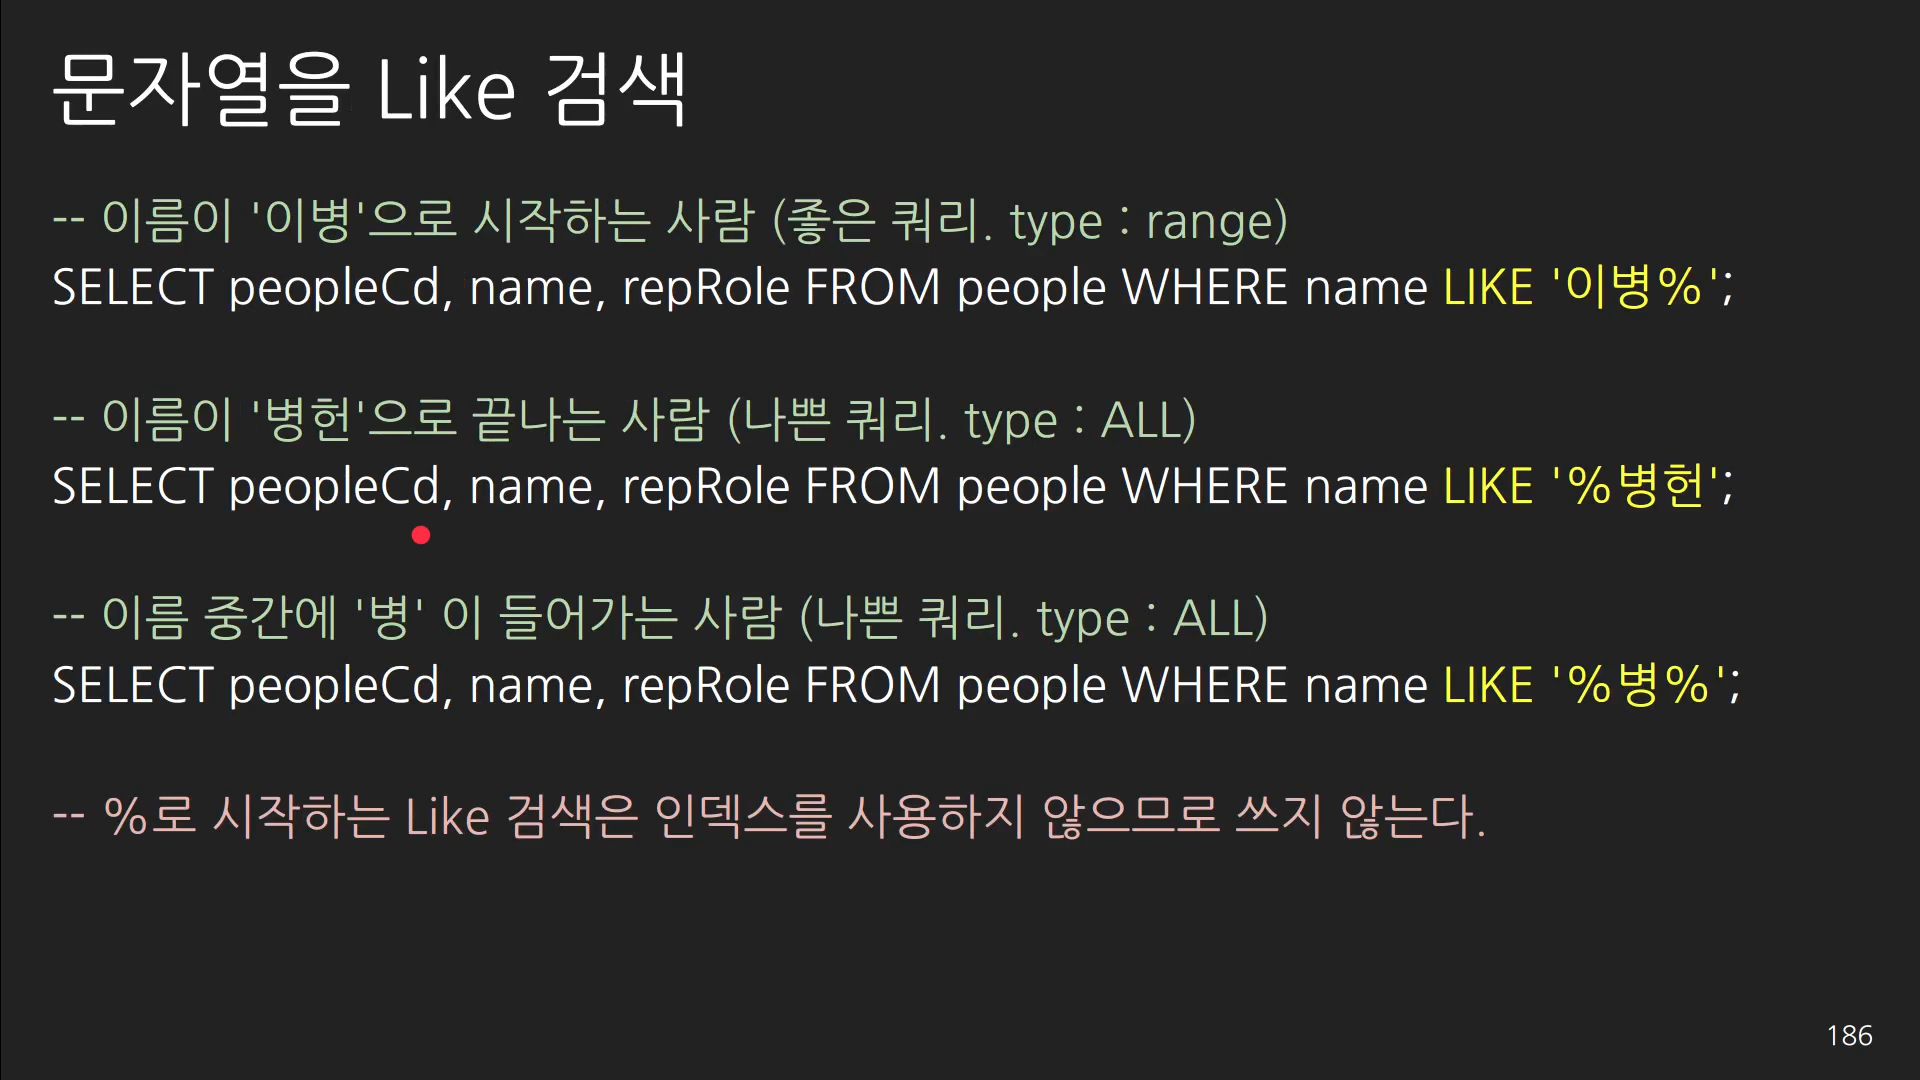 문자열을 Like 검색
-- 이름이 '이병'으로 시작하는 사람 (좋은 쿼리. type : range)
SELECT peopleCd, name, repRole FROM people WHERE name LIKE '이병%';
-- 이름이 '병헌'으로 끝나는 사람 (나쁜 쿼리. type : ALL)
SELECT peopleCd, name, repRole FROM people WHERE name LIKE '%병헌';
-- 이름 중간에 '병' 이 들어가는 사람 (나쁜 쿼리. type : ALL)
SELECT peopleCd, name, repRole FROM people WHERE name LIKE '%병%';
-- %로 시작하는 Like 검색은 인덱스를 사용하지 않으므로 쓰지 않는다.
186